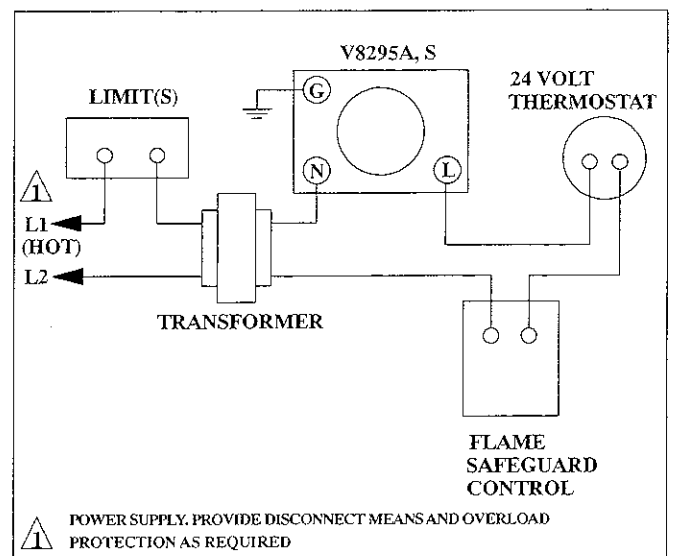 V8295A, S
24 VOLT
THERMOSTAT
LIMIT(S)
G
N
L
1
L1
(HOT)
L2
TRANSFORMER
FLAME
SAFEGUARD
CONTROL
1 POWER SUPPLY. PROVIDE DISCONNECT MEANS AND OVERLOAD
PROTECTION AS REQUIRED